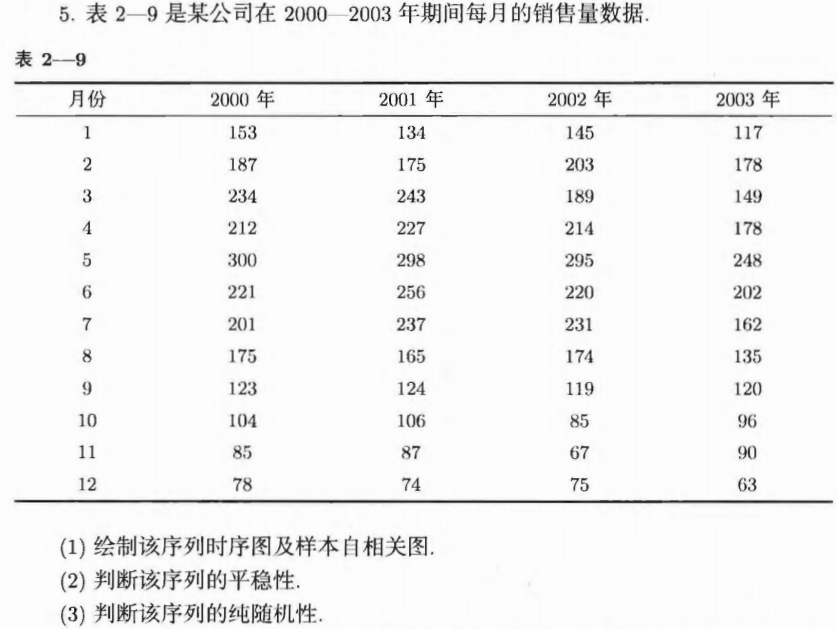 5. 表 2—9 是某公司在 2000—2003 年期间每月的销售量数据.
表 2—9
月份 2000 年 2001 年 2002 年 2003 年
1 153 134 145 117
2 187 175 203 178
3 234 243 189 149
4 212 227 214 178
5 300 298 295 248
6 221 256 220 202
7 201 237 231 162
8 175 165 174 135
9 123 124 119 120
10 104 106 85 96
11 85 87 67 90
12 78 74 75 63
(1) 绘制该序列时序图及样本自相关图.
(2) 判断该序列的平稳性.
(3) 判断该序列的纯随机性.